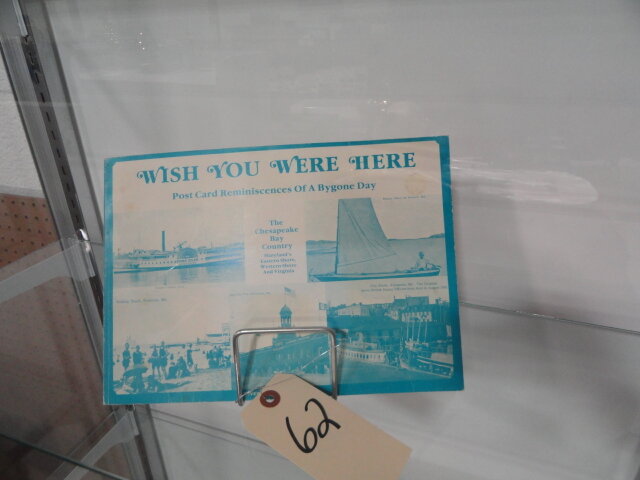 WISH YOU WERE HERE
Post Card Reminiscences Of A Bygone Day
The
Chesapeake
Bay
Country
Maryland's
Eastern Shore,
Western Shore
And Virginia
62